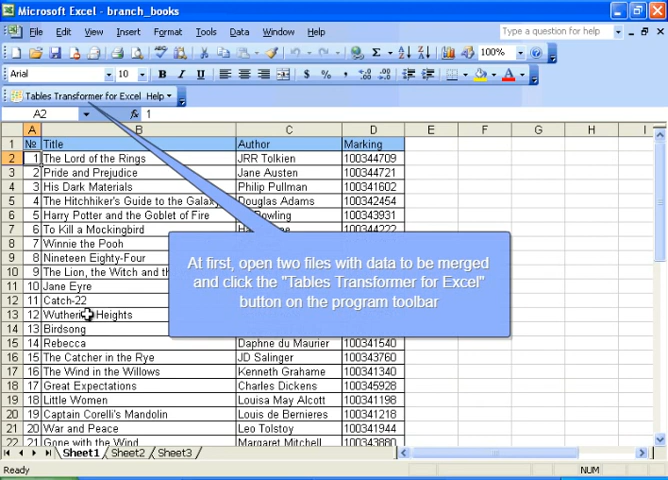 Microsoft Excel - branch_books
File Edit View Insert Format Tools Data Window Help Type a question for help
100%
Arial 10 B I U $ % ,
Tables Transformer for Excel Help
A2 fx 1
A B C D E F G H I
1 № Title Author Marking
2 1 The Lord of the Rings JRR Tolkien 100344709
3 2 Pride and Prejudice Jane Austen 100344721
4 3 His Dark Materials Philip Pullman 100341602
5 4 The Hitchhiker's Guide to the Galaxy Douglas Adams 100342454
6 5 Harry Potter and the Goblet of Fire Rowling 100343931
7 6 To Kill a Mockingbird 100344222
8 7 Winnie the Pooh
9 8 Nineteen Eighty-Four
10 9 The Lion, the Witch and th
11 10 Jane Eyre
12 11 Catch-22
13 12 Wuthering Heights
14 13 Birdsong
15 14 Rebecca Daphne du Maurier 100341540
16 15 The Catcher in the Rye JD Salinger 100343760
17 16 The Wind in the Willows Kenneth Grahame 100341340
18 17 Great Expectations Charles Dickens 100345928
19 18 Little Women Louisa May Alcott 100341198
20 19 Captain Corelli's Mandolin Louis de Bernieres 100341218
21 20 War and Peace Leo Tolstoy 100341944
22 21 Gone with the Wind Margaret Mitchell 100343880
At first, open two files with data to be merged
and click the "Tables Transformer for Excel"
button on the program toolbar
Sheet1 Sheet2 Sheet3
Ready NUM